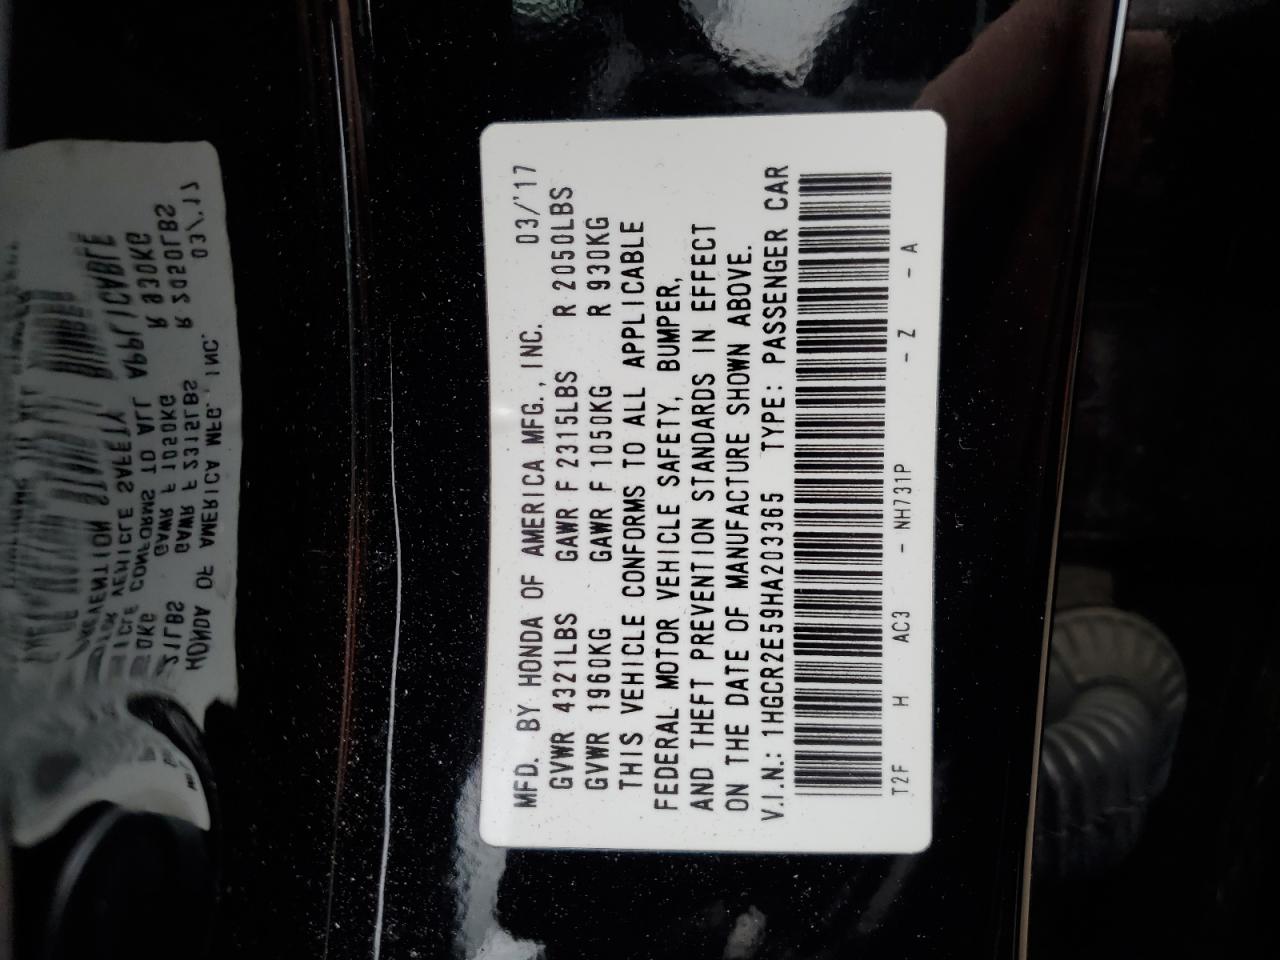 MFD. BY HONDA OF AMERICA MFG., INC. 03/'17
GVWR 4321LBS GAWR F 2315LBS R 2050LBS
GVWR 1960KG GAWR F 1050KG R 930KG
THIS VEHICLE CONFORMS TO ALL APPLICABLE
FEDERAL MOTOR VEHICLE SAFETY, BUMPER,
AND THEFT PREVENTION STANDARDS IN EFFECT
ON THE DATE OF MANUFACTURE SHOWN ABOVE.
V.I.N.: 1HGCR2E59HA203365 TYPE: PASSENGER CAR
T2F H AC3 - NH731P - Z - A